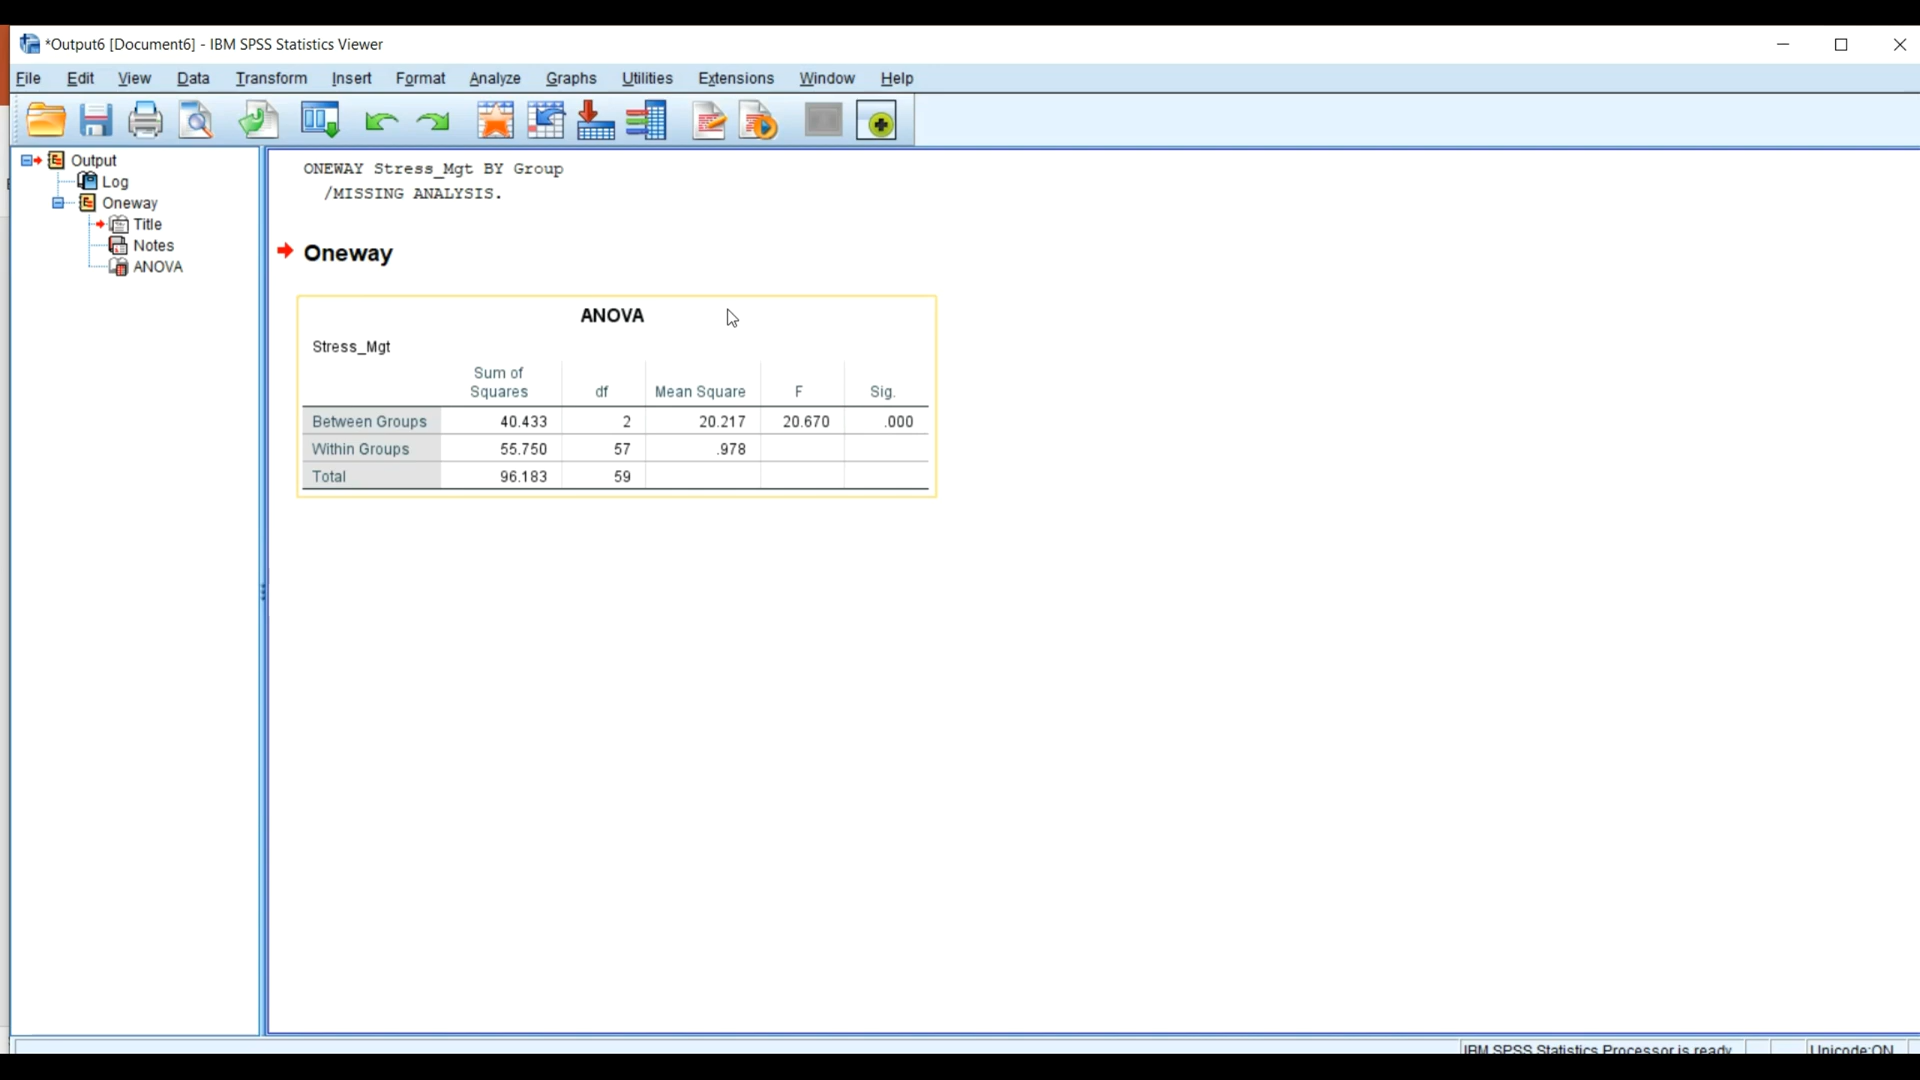 *Output6 [Document6] - IBM SPSS Statistics Viewer
File Edit View Data Transform Insert Format Analyze Graphs Utilities Extensions Window Help
Output
Log
Oneway
Title
Notes
ANOVA
ONEWAY Stress_Mgt BY Group
/MISSING ANALYSIS.
Oneway
ANOVA
Stress_Mgt
Sum of Squares df Mean Square F Sig.
Between Groups 40.433 2 20.217 20.670 .000
Within Groups 55.750 57 .978
Total 96.183 59
IBM SPSS Statistics Processor is ready Unicode:ON